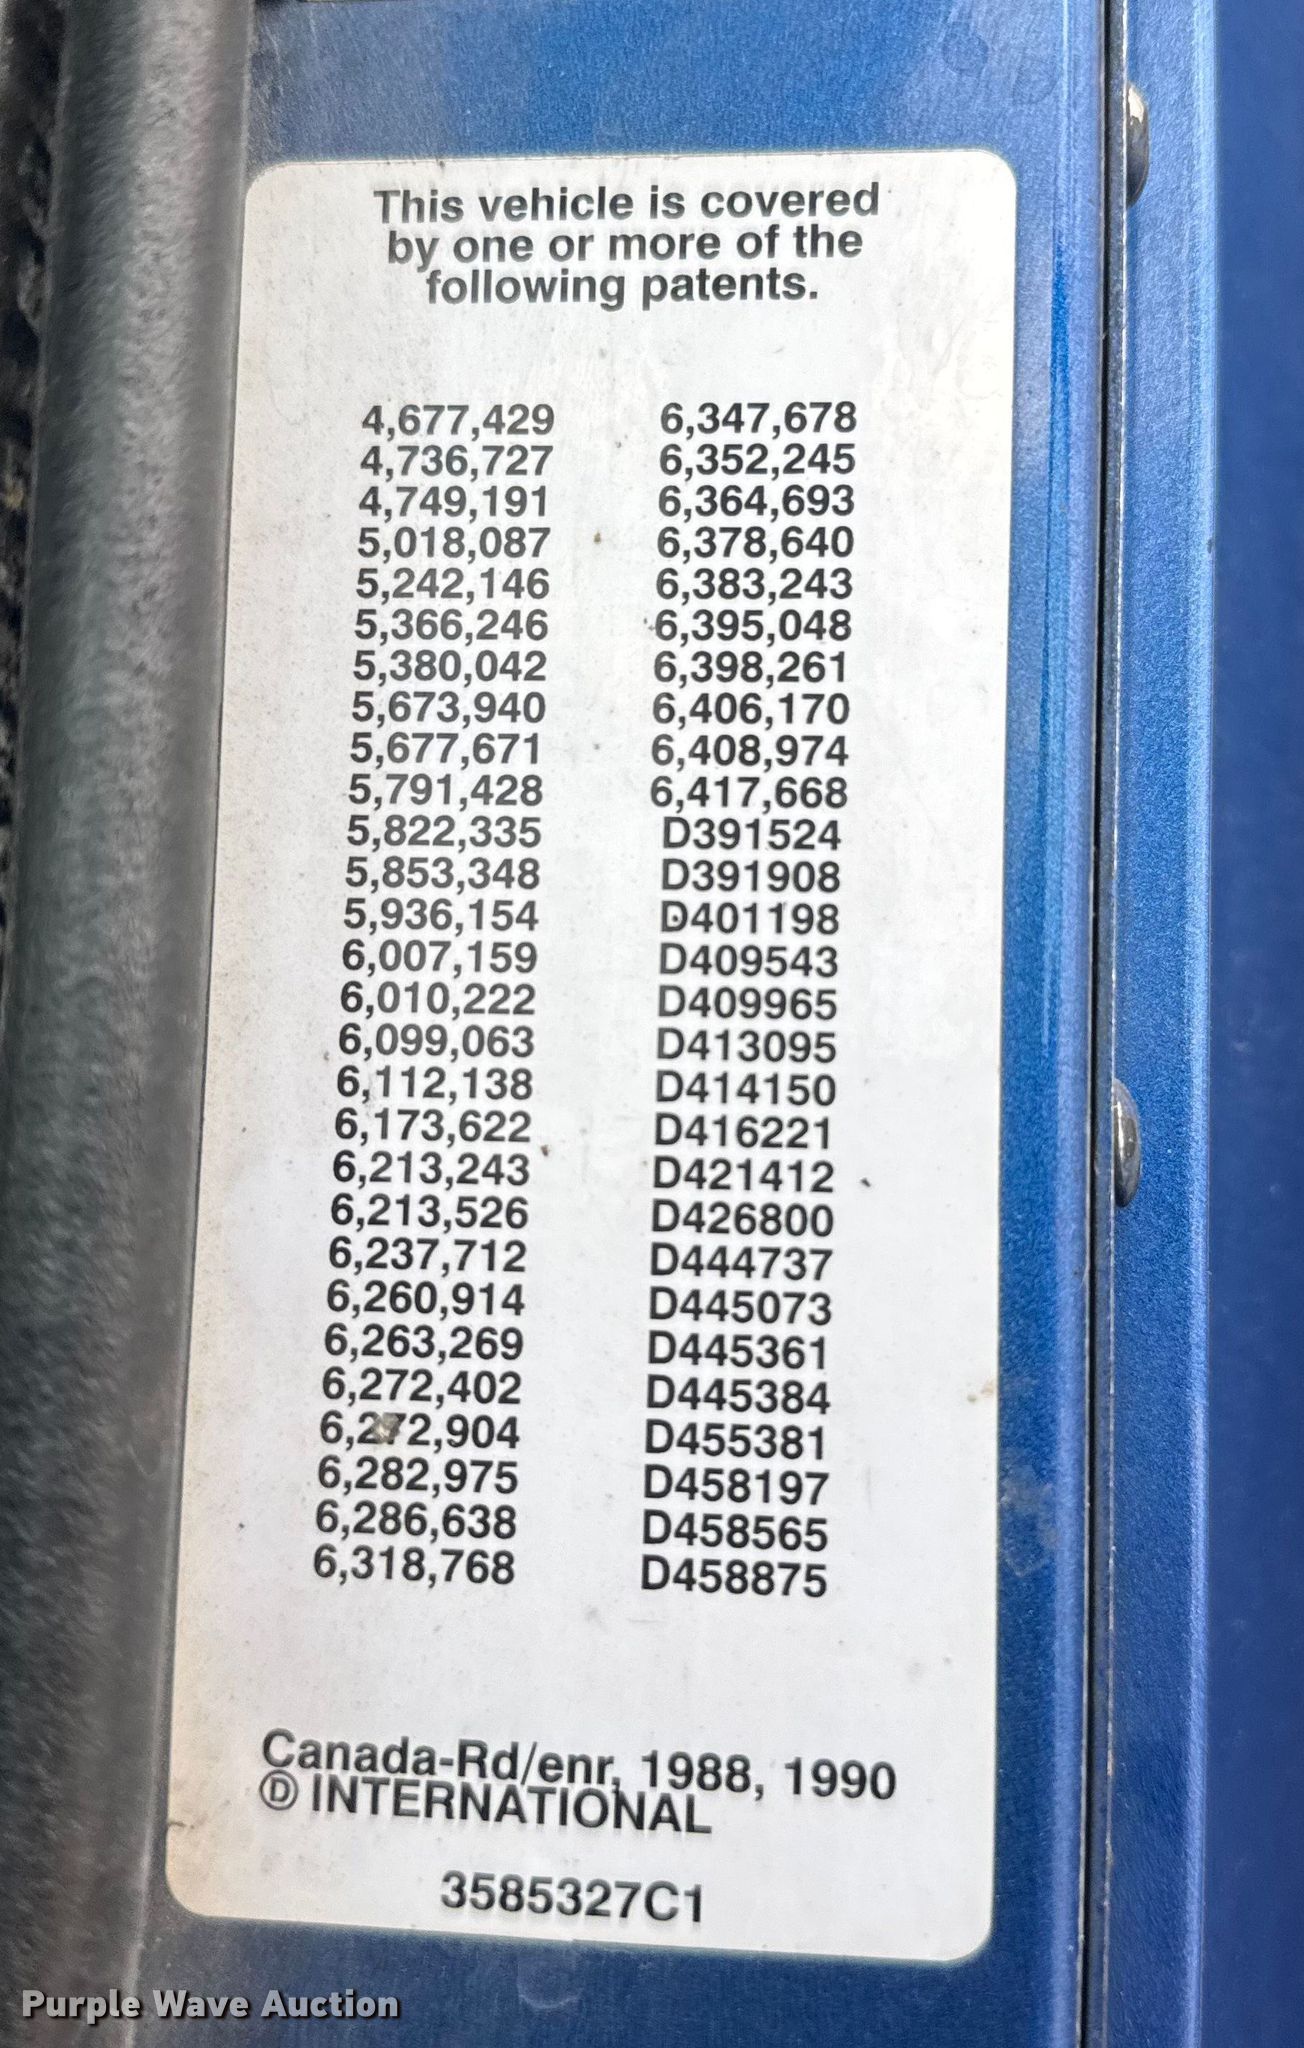 This vehicle is covered
by one or more of the
following patents.
4,677,429 6,347,678
4,736,727 6,352,245
4,749,191 6,364,693
5,018,087 6,378,640
5,242,146 6,383,243
5,366,246 6,395,048
5,380,042 6,398,261
5,673,940 6,406,170
5,677,671 6,408,974
5,791,428 6,417,668
5,822,335 D391524
5,853,348 D391908
5,936,154 D401198
6,007,159 D409543
6,010,222 D409965
6,099,063 D413095
6,112,138 D414150
6,173,622 D416221
6,213,243 D421412
6,213,526 D426800
6,237,712 D444737
6,260,914 D445073
6,263,269 D445361
6,272,402 D445384
6,272,904 D455381
6,282,975 D458197
6,286,638 D458565
6,318,768 D458875
Canada-Rd/enr, 1988, 1990
Ⓓ INTERNATIONAL
3585327C1
Purple Wave Auction